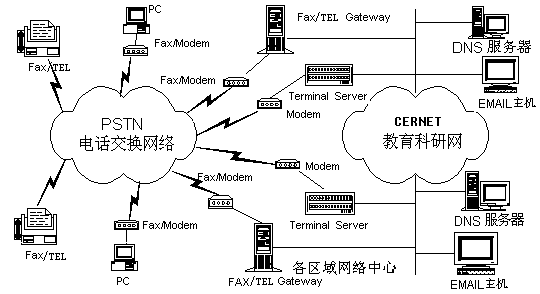 PC
Fax/TEL Gateway
Fax/Modem
Fax/TEL
DNS 服务器
Fax/Modem
Terminal Server
EMAIL主机
Modem
PSTN
电话交换网络
CERNET
教育科研网
Modem
Fax/Modem
Fax/Modem
Terminal Server
DNS 服务器
Fax/TEL
PC
FAX/TEL Gateway
各区域网络中心
EMAIL主机